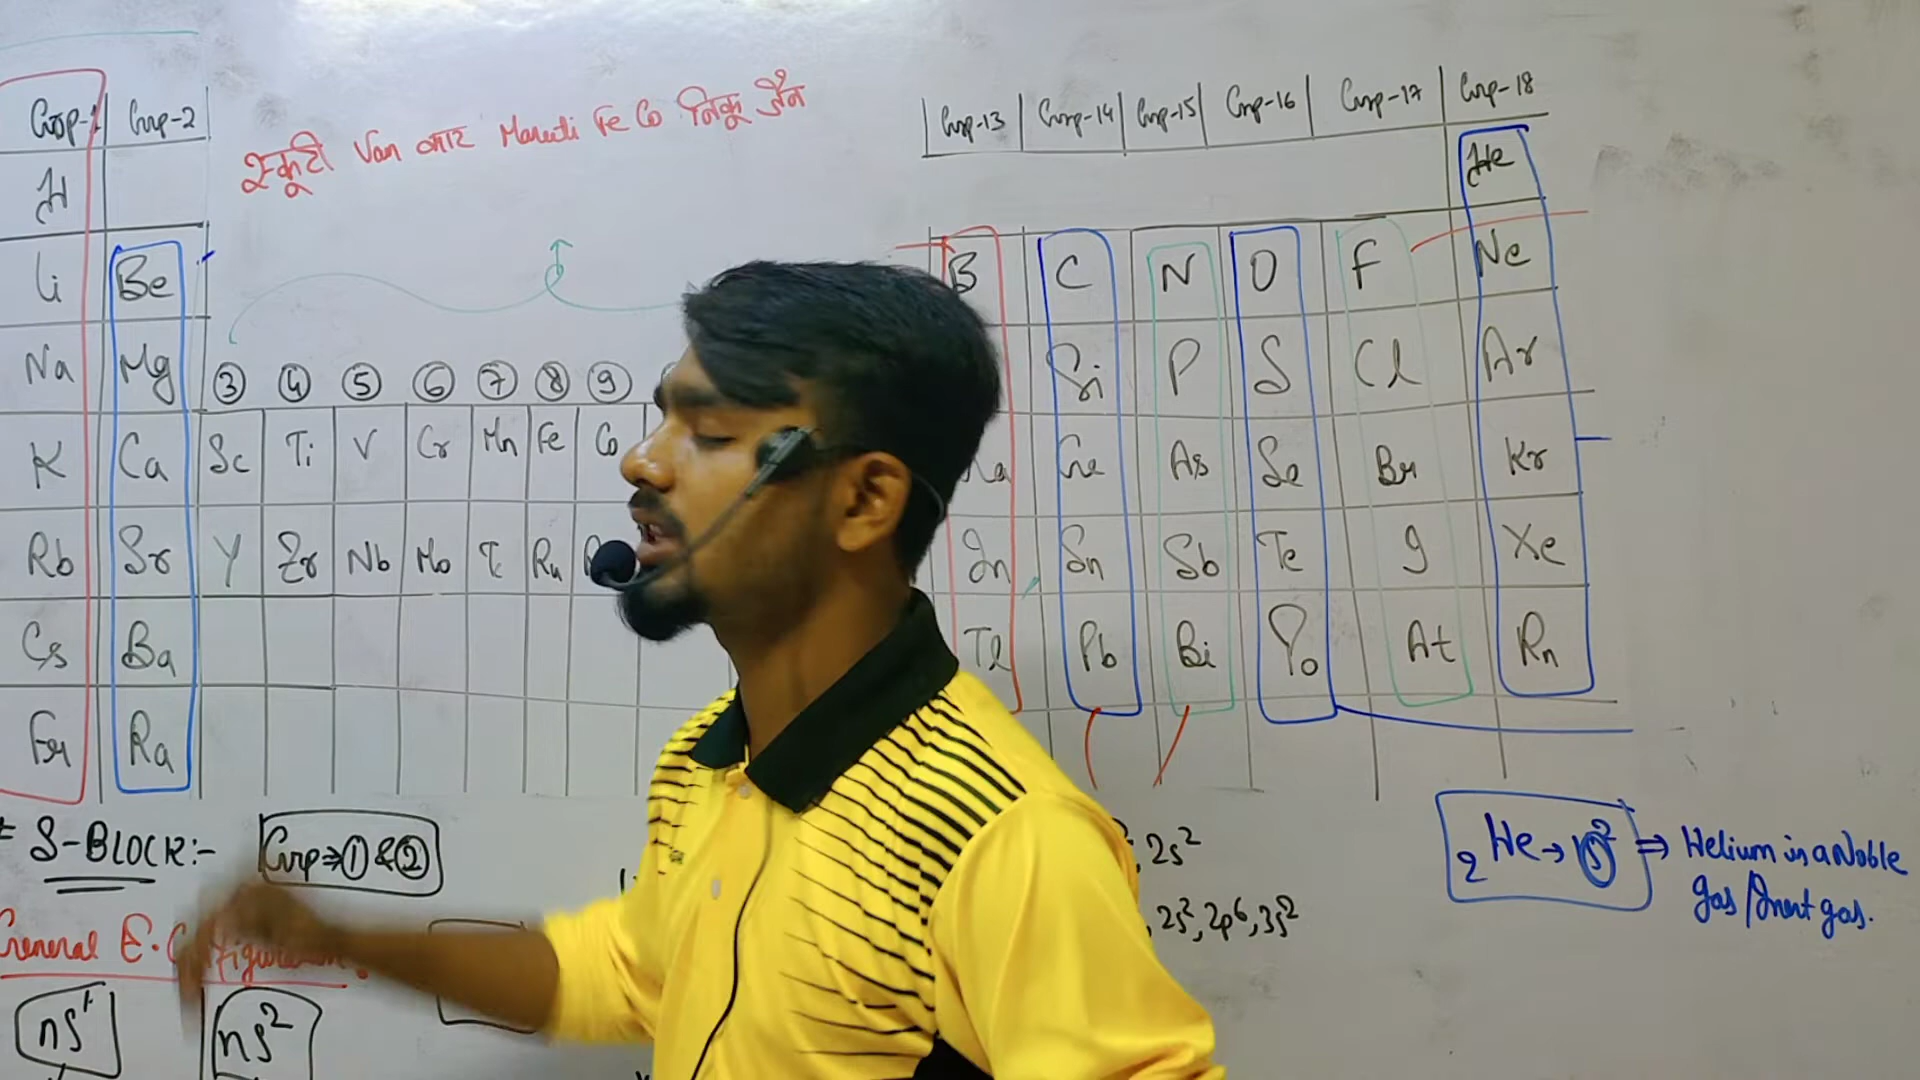 Grp-1 Grp-2
स्कूटी Van कार Maruti Fe Co निकू जैन
Grp-13 Grp-14 Grp-15 Grp-16 Grp-17 Grp-18
H He
Li Be B C N O F Ne
Na Mg Si P S Cl Ar
3 4 5 6 7 8 9
K Ca Sc Ti V Cr Mn Fe Co Ge As Se Br Kr
Rb Sr Y Zr Nb Mo Tc Ru In Sn Sb Te I Xe
Cs Ba Tl Pb Bi Po At Rn
Fr Ra
S-BLOCK:- Grp⇒1 & 2
General E.
ns¹ ns²
, 2s²
, 2s², 2p⁶, 3s²
₂He → 1s² ⇒ Helium is a Noble
gas/Inert gas.